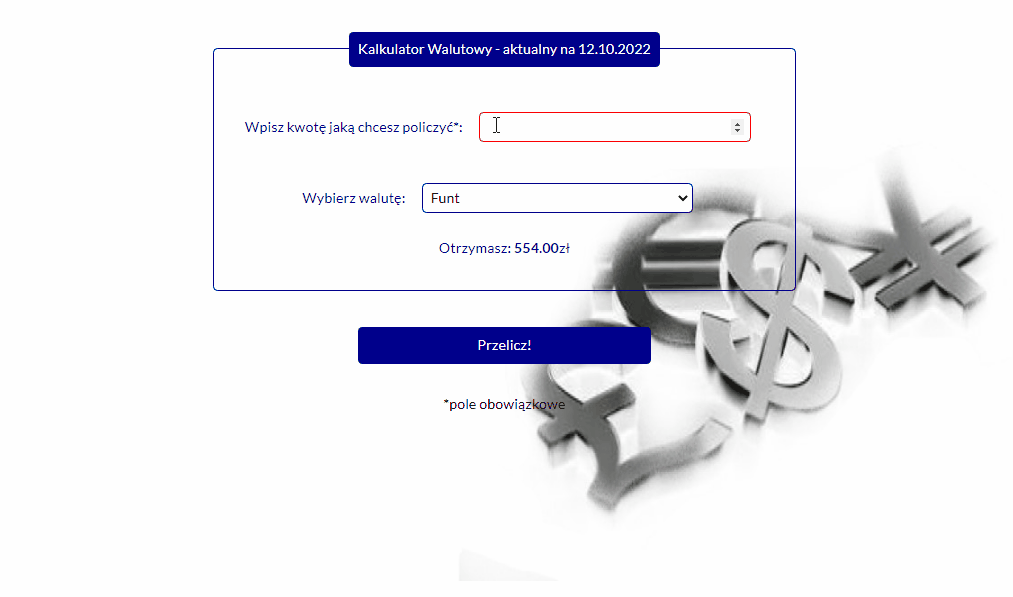 Kalkulator Walutowy - aktualny na 12.10.2022
Wpisz kwotę jaką chcesz policzyć*:
Wybierz walutę: Funt
Otrzymasz: 554.00zł
Przelicz!
*pole obowiązkowe